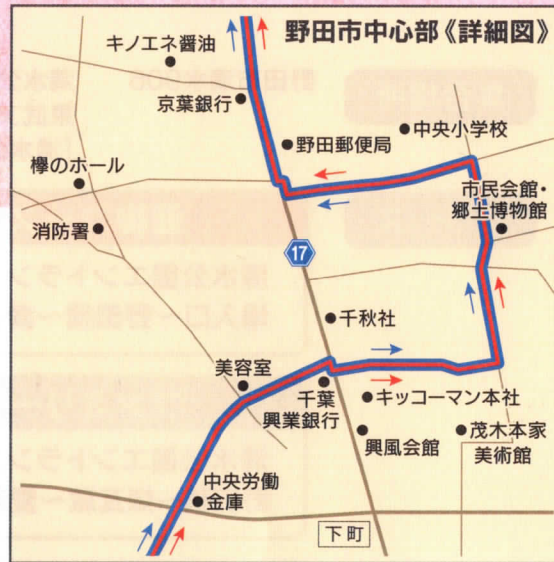 野田市中心部《詳細図》
キノエネ醤油
京葉銀行
野田郵便局
中央小学校
欅のホール
市民会館・
郷土博物館
消防署
17
千秋社
美容室
千葉
興業銀行
キッコーマン本社
興風会館
茂木本家
美術館
中央労働
金庫
下町